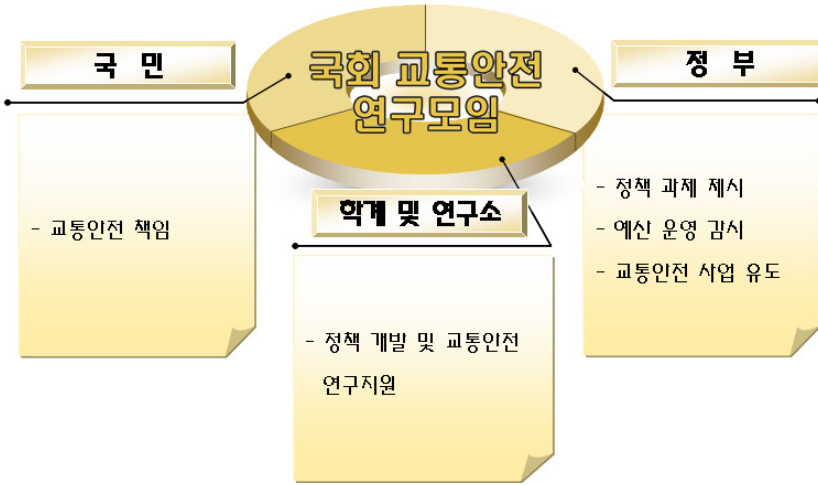 국회 교통안전
연구모임
국 민
- 교통안전 책임
학계 및 연구소
- 정책 개발 및 교통안전
연구지원
정 부
- 정책 과제 제시
- 예산 운영 감시
- 교통안전 사업 유도